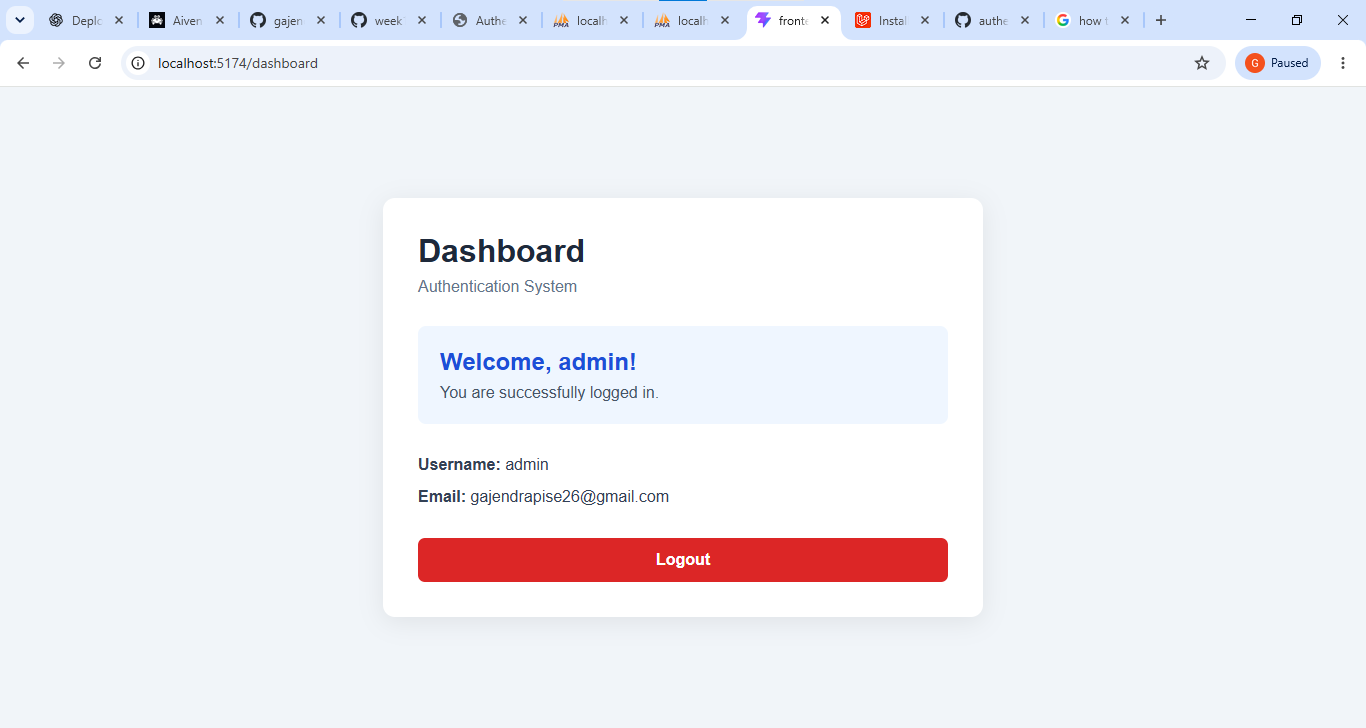 Deplo
Aiven
gajen
week
Authe
localh
localh
fronte
Instal
authe
how t
localhost:5174/dashboard
G
Paused
Dashboard
Authentication System
Welcome, admin!
You are successfully logged in.
Username: admin
Email: gajendrapise26@gmail.com
Logout